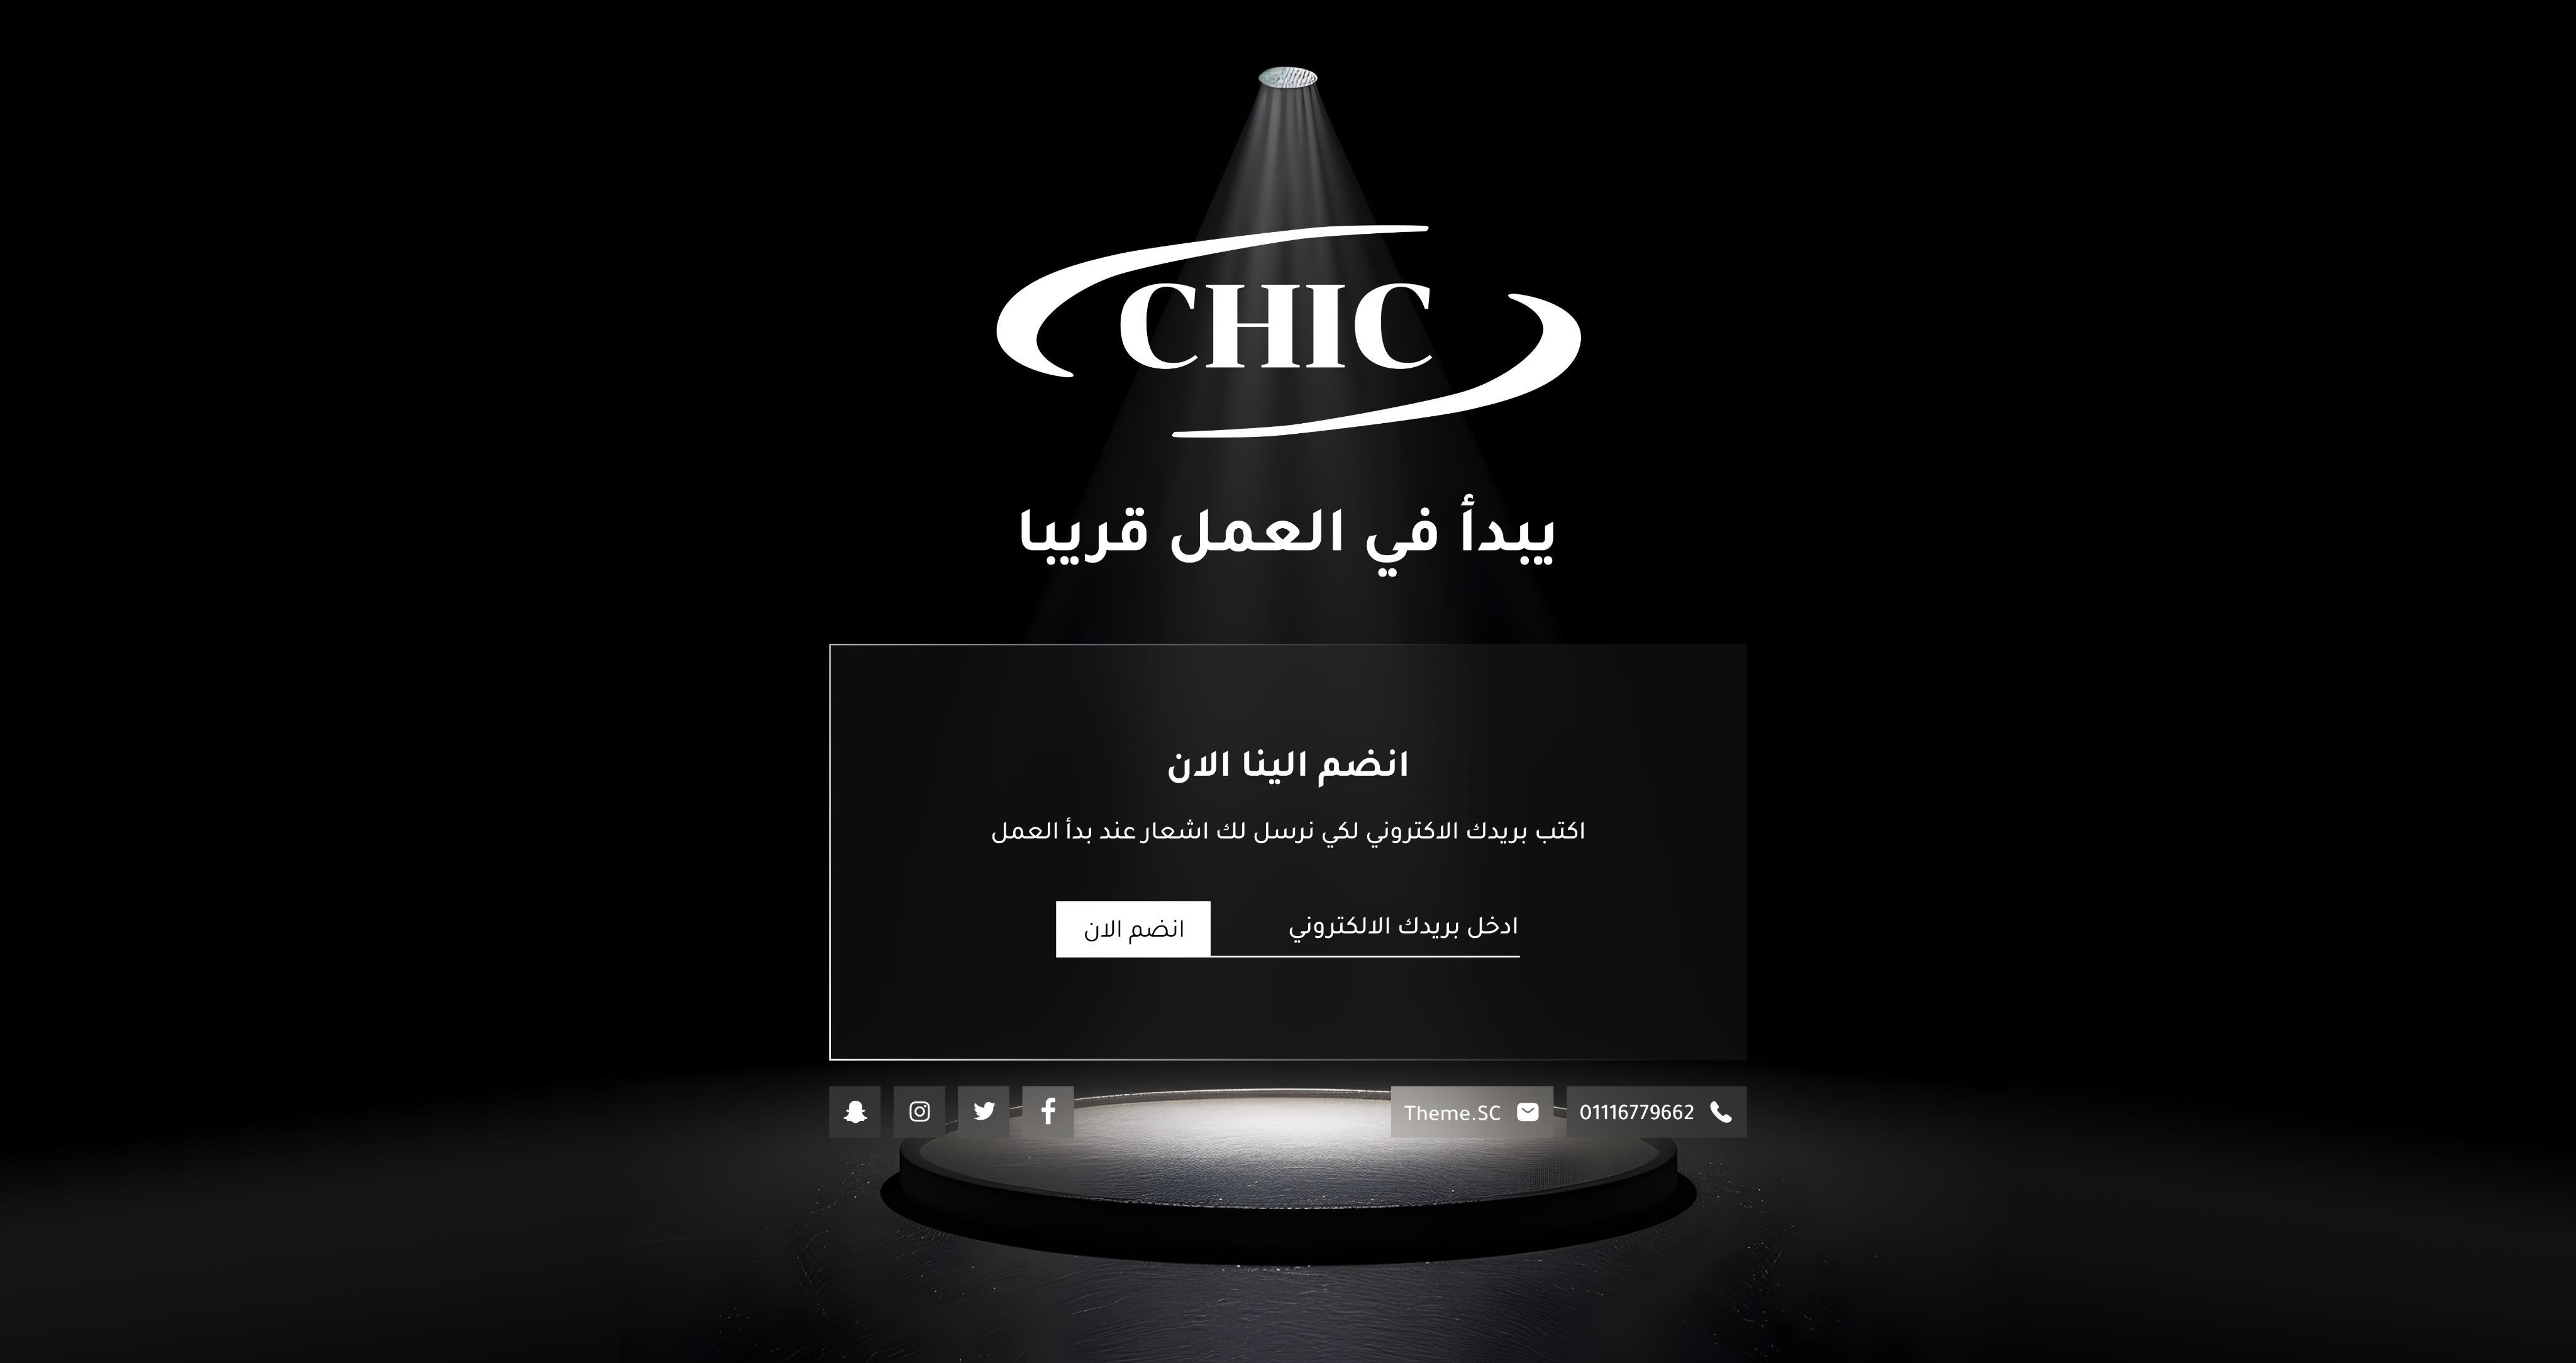 CHIC
يبدأ في العمل قريبا
انضم الينا الان
اكتب بريدك الاكتروني لكي نرسل لك اشعار عند بدأ العمل
ادخل بريدك الالكتروني
انضم الان
01116779662
Theme.SC